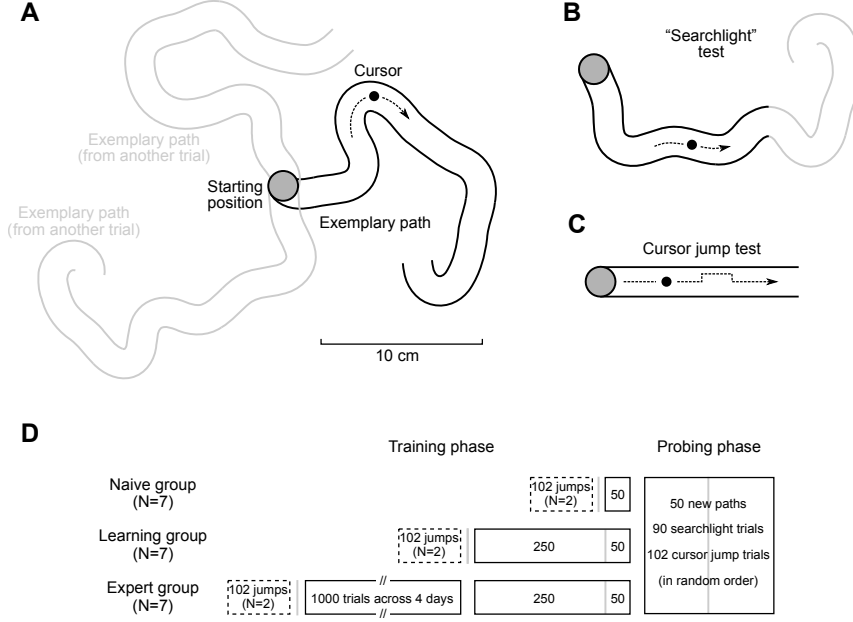 A
Cursor
Exemplary path
(from another trial)
Starting
position
Exemplary path
Exemplary path
(from another trial)
10 cm
B
“Searchlight”
test
C
Cursor jump test
D
Training phase
Probing phase
Naive group
(N=7)
102 jumps
(N=2)
50
Learning group
(N=7)
102 jumps
(N=2)
250
50
Expert group
(N=7)
102 jumps
(N=2)
//
1000 trials across 4 days
//
250
50
50 new paths
90 searchlight trials
102 cursor jump trials
(in random order)